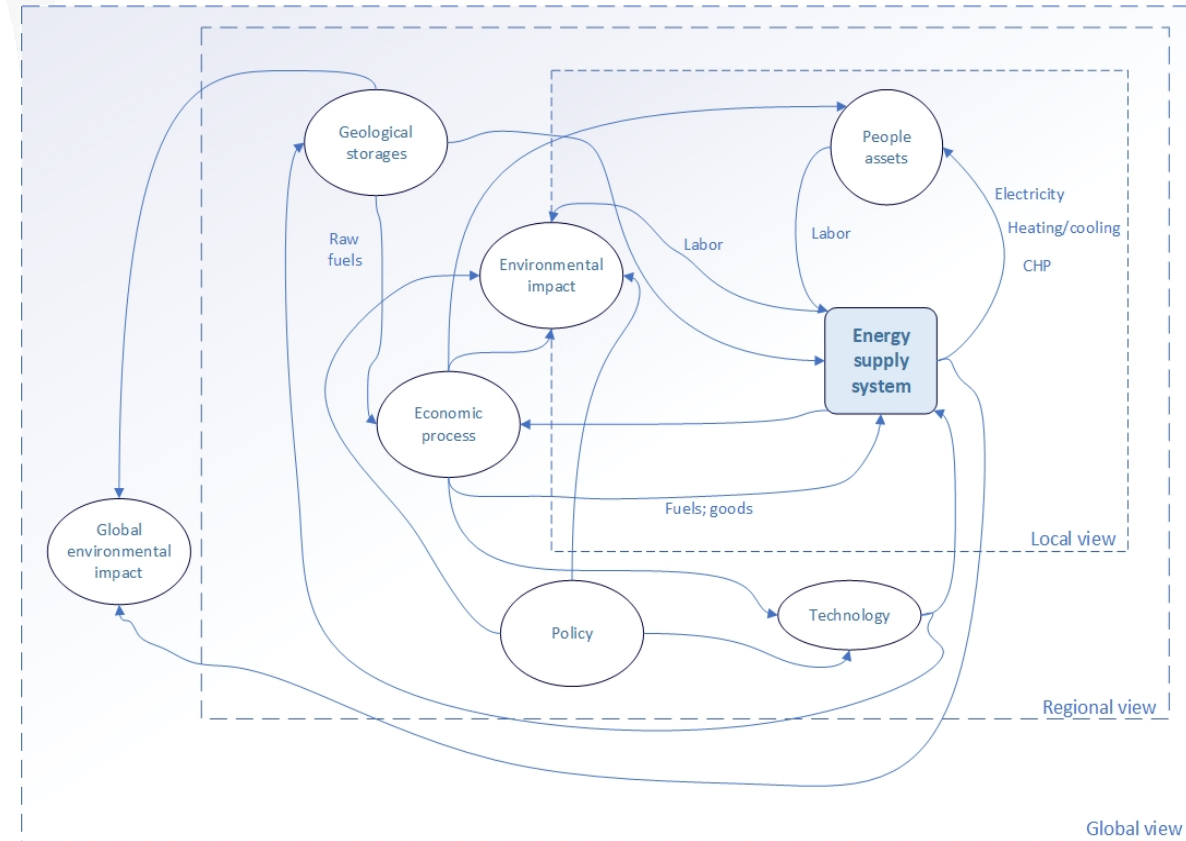 Geological
storages
People
assets
Electricity
Heating/cooling
CHP
Raw
fuels
Labor
Labor
Environmental
impact
Energy
supply
system
Economic
process
Fuels; goods
Local view
Global
environmental
impact
Policy
Technology
Regional view
Global view